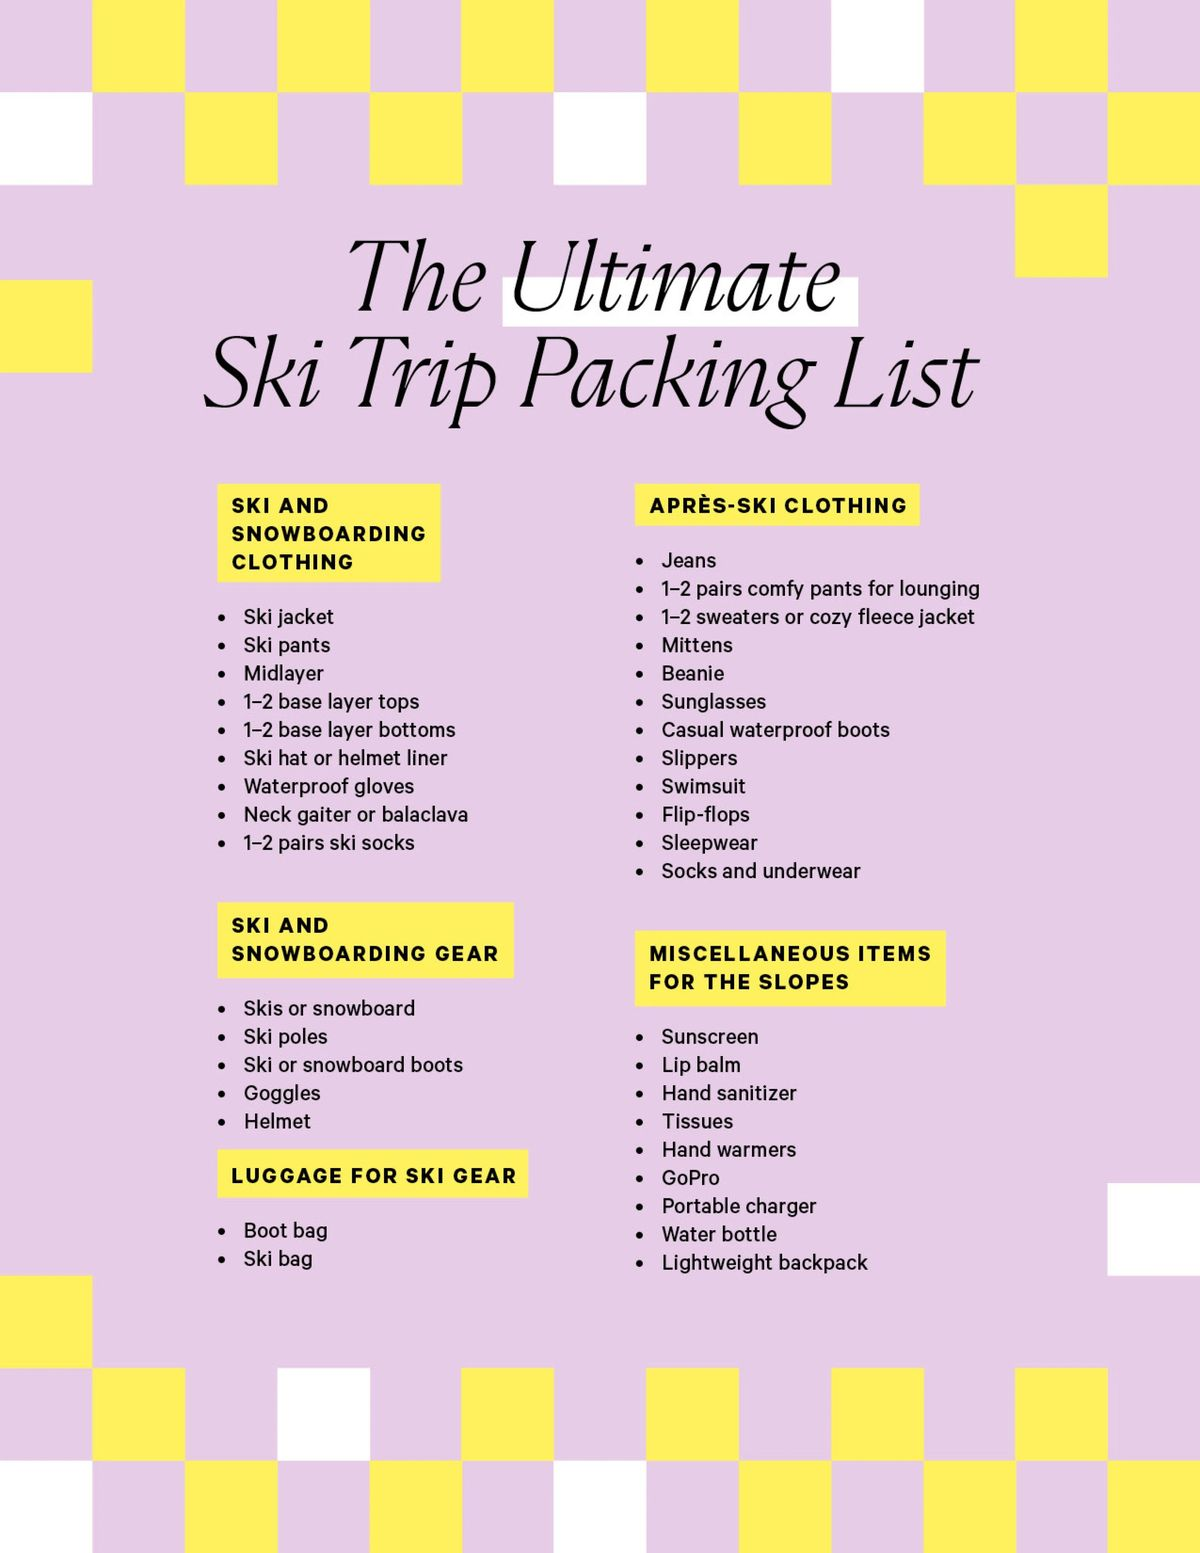 The Ultimate
Ski Trip Packing List
SKI AND
SNOWBOARDING
CLOTHING
• Ski jacket
• Ski pants
• Midlayer
• 1–2 base layer tops
• 1–2 base layer bottoms
• Ski hat or helmet liner
• Waterproof gloves
• Neck gaiter or balaclava
• 1–2 pairs ski socks
SKI AND
SNOWBOARDING GEAR
• Skis or snowboard
• Ski poles
• Ski or snowboard boots
• Goggles
• Helmet
LUGGAGE FOR SKI GEAR
• Boot bag
• Ski bag
APRÈS-SKI CLOTHING
• Jeans
• 1–2 pairs comfy pants for lounging
• 1–2 sweaters or cozy fleece jacket
• Mittens
• Beanie
• Sunglasses
• Casual waterproof boots
• Slippers
• Swimsuit
• Flip-flops
• Sleepwear
• Socks and underwear
MISCELLANEOUS ITEMS
FOR THE SLOPES
• Sunscreen
• Lip balm
• Hand sanitizer
• Tissues
• Hand warmers
• GoPro
• Portable charger
• Water bottle
• Lightweight backpack